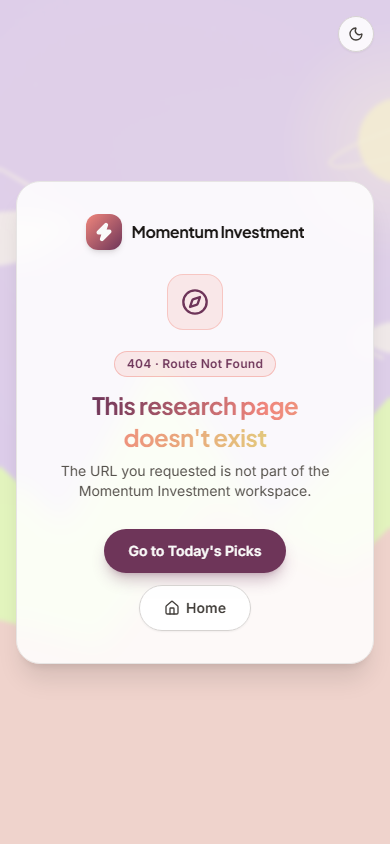 Momentum Investment
404 · Route Not Found
This research page
doesn't exist
The URL you requested is not part of the
Momentum Investment workspace.
Go to Today's Picks
Home